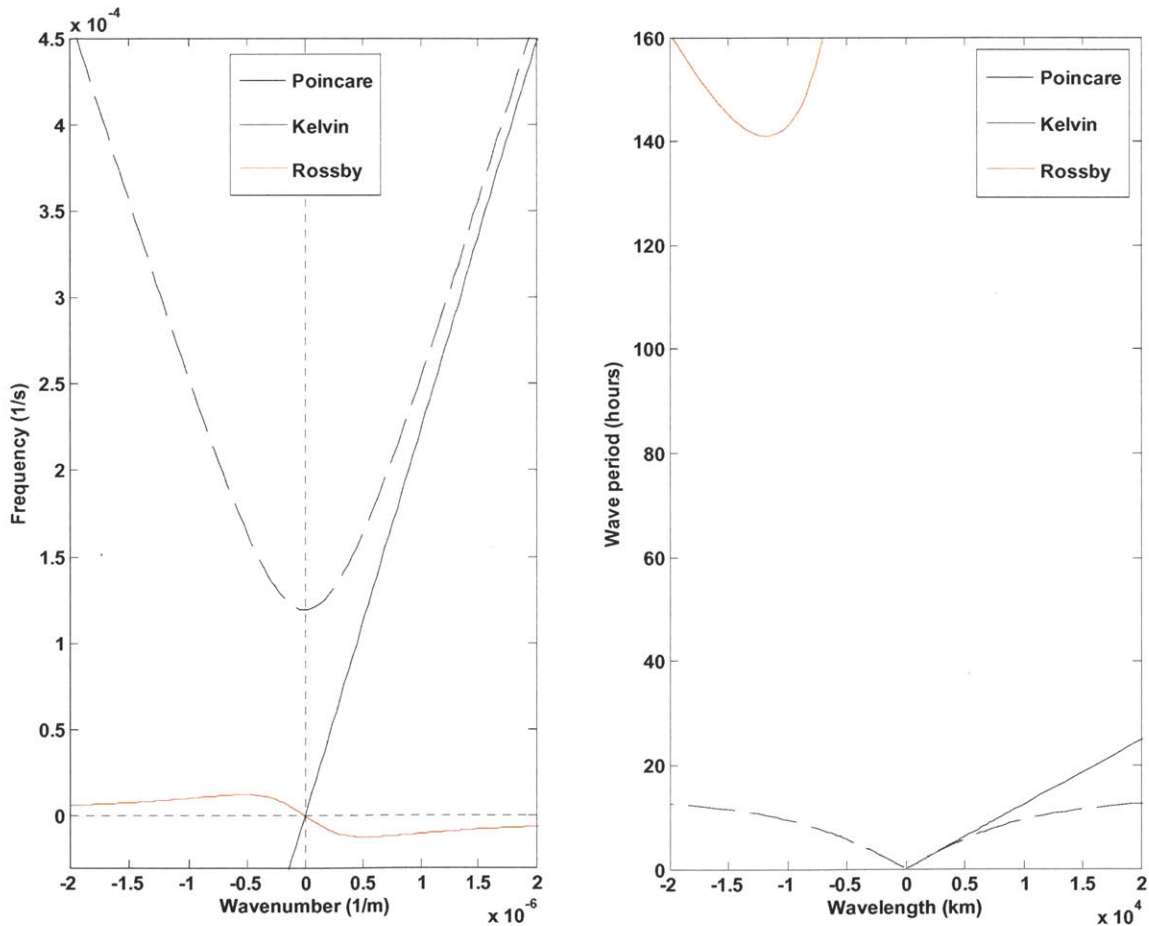 x 10-4
4.5
4
3.5
3
2.5
2
1.5
1
0.5
0
Frequency (1/s)
Poincare
Kelvin
Rossby
-2 -1.5 -1 -0.5 0 0.5 1 1.5 2
Wavenumber (1/m)
x 10-6
160
140
120
100
80
60
40
20
0
Wave period (hours)
Poincare
Kelvin
Rossby
-2 -1.5 -1 -0.5 0 0.5 1 1.5 2
Wavelength (km)
x 10 4